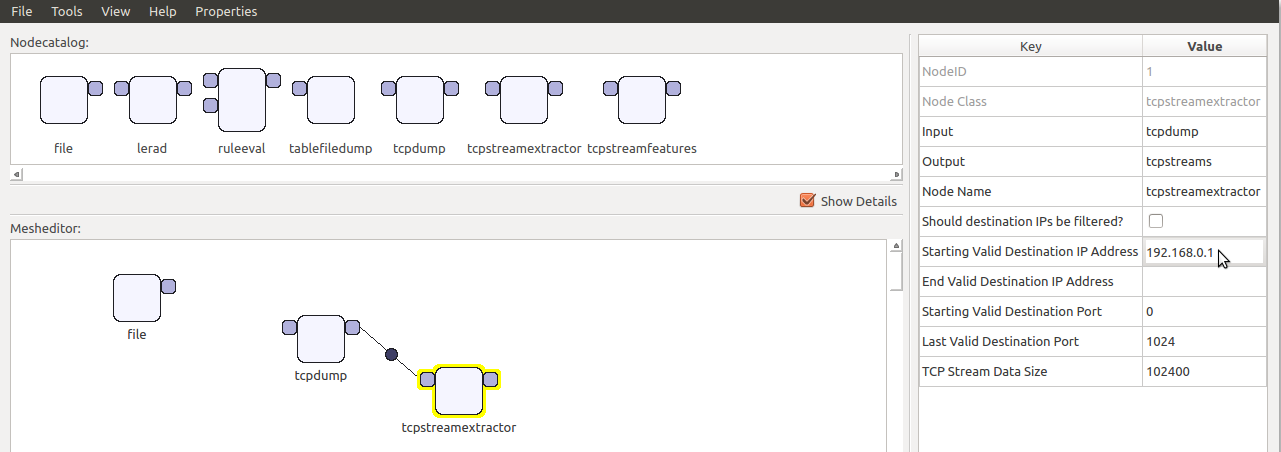 File Tools View Help Properties
Nodecatalog:
file lerad ruleeval tablefiledump tcpdump tcpstreamextractor tcpstreamfeatures
Show Details
Mesheditor:
file
tcpdump
tcpstreamextractor
Key Value
NodeID 1
Node Class tcpstreamextractor
Input tcpdump
Output tcpstreams
Node Name tcpstreamextractor
Should destination IPs be filtered?
Starting Valid Destination IP Address 192.168.0.1
End Valid Destination IP Address
Starting Valid Destination Port 0
Last Valid Destination Port 1024
TCP Stream Data Size 102400